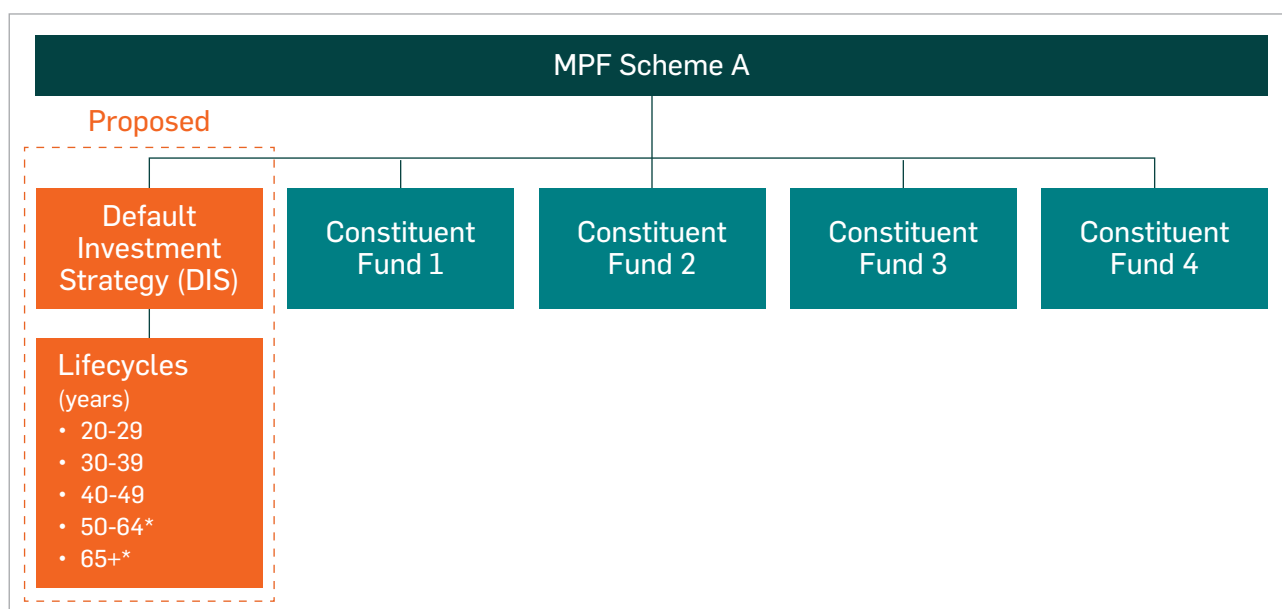 MPF Scheme A
Proposed
Default
Investment
Strategy (DIS)
Constituent
Fund 1
Constituent
Fund 2
Constituent
Fund 3
Constituent
Fund 4
Lifecycles
(years)
• 20-29
• 30-39
• 40-49
• 50-64*
• 65+*